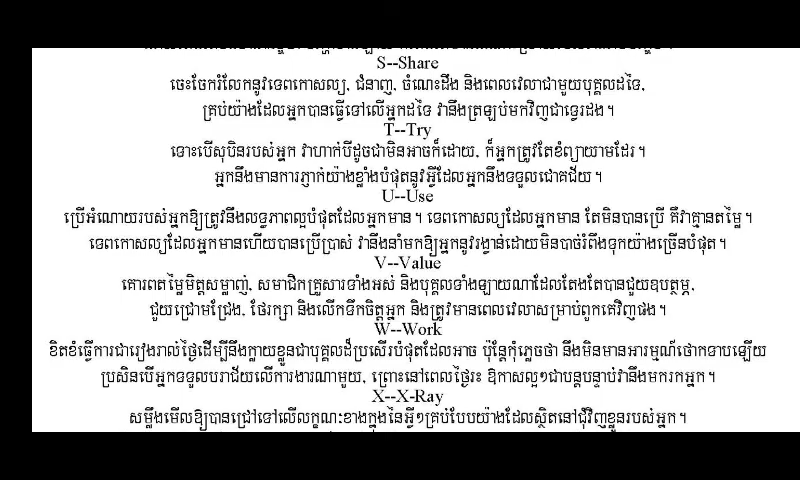 S--Share
ចេះចែករំលែកនូវទេពកោសល្យ, ជំនាញ, ចំណេះដឹង និងពេលវេលាជាមួយបុគ្គលដទៃ,
គ្រប់យ៉ាងដែលអ្នកបានធ្វើទៅលើអ្នកដទៃ វានឹងត្រឡប់មកវិញជាទ្វេរដង។
T--Try
ទោះបើសុបិនរបស់អ្នក វាហាក់បីដូចជាមិនអាចក៏ដោយ, ក៏អ្នកត្រូវតែខំព្យាយាមដែរ។
អ្នកនឹងមានការភ្ញាក់យ៉ាងខ្លាំងបំផុតនូវអ្វីដែលអ្នកនឹងទទួលជោគជ័យ។
U--Use
ប្រើអំណោយរបស់អ្នកឱ្យត្រូវនឹងលទ្ធភាពល្អបំផុតដែលអ្នកមាន។ ទេពកោសល្យដែលអ្នកមាន តែមិនបានប្រើ គឺវាគ្មានតម្លៃ។
ទេពកោសល្យដែលអ្នកមានហើយបានប្រើប្រាស់ វានឹងនាំមកឱ្យអ្នកនូវរង្វាន់ដោយមិនបាច់រំពឹងទុកយ៉ាងច្រើនបំផុត។
V--Value
គោរពតម្លៃមិត្តសម្លាញ់, សមាជិកគ្រួសារទាំងអស់ និងបុគ្គលទាំងឡាយណាដែលតែងតែបានជួយឧបត្ថម្ភ,
ជួយជ្រោមជ្រែង, ថែរក្សា និងលើកទឹកចិត្តអ្នក និងត្រូវមានពេលវេលាសម្រាប់ពួកគេវិញផង។
W--Work
ខិតខំធ្វើការជារៀងរាល់ថ្ងៃដើម្បីនឹងក្លាយខ្លួនជាបុគ្គលដ៏ប្រសើរបំផុតដែលអាច ប៉ុន្តែកុំភ្លេចថា នឹងមិនមានអារម្មណ៍ថោកទាបឡើយ
ប្រសិនបើអ្នកទទួលបរាជ័យលើការងារណាមួយ, ព្រោះនៅពេលថ្ងៃរះ ឱកាសល្អៗជាបន្តបន្ទាប់វានឹងមករកអ្នក។
X--X-Ray
សម្លឹងមើលឱ្យបានជ្រៅទៅលើលក្ខណៈខាងក្នុងនៃអ្វីៗគ្រប់បែបយ៉ាងដែលស្ថិតនៅជុំវិញខ្លួនរបស់អ្នក។